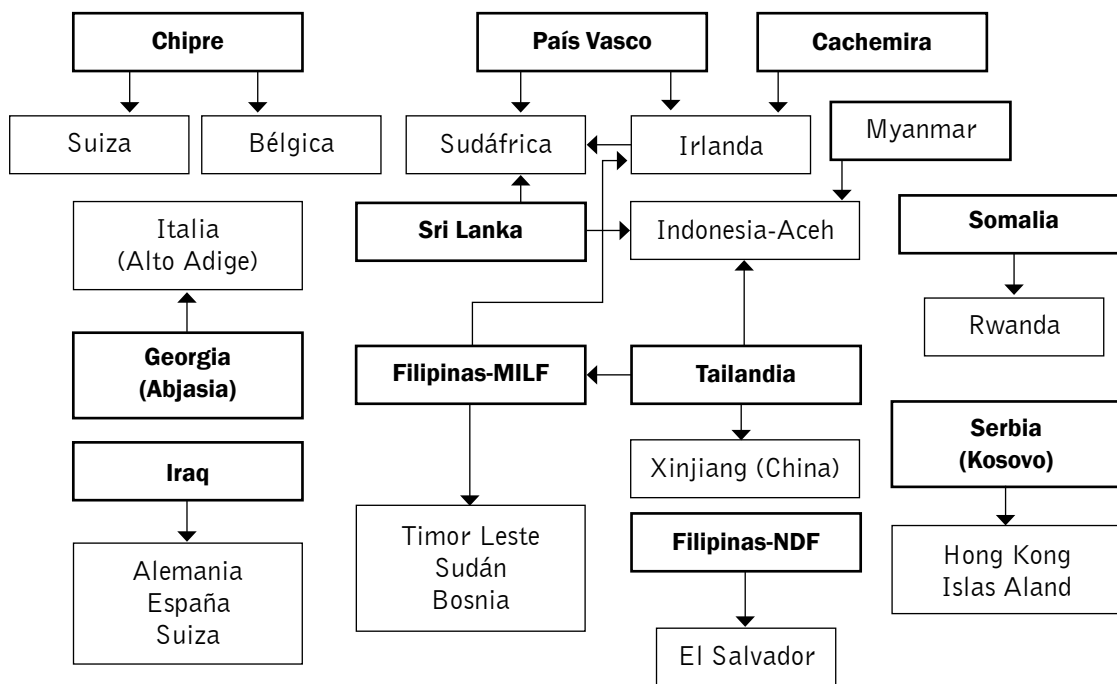 Chipre
País Vasco
Cachemira
Suiza
Bélgica
Sudáfrica
Irlanda
Myanmar
Italia
(Alto Adige)
Sri Lanka
Indonesia-Aceh
Somalia
Rwanda
Georgia
(Abjasia)
Filipinas-MILF
Tailandia
Serbia
(Kosovo)
Iraq
Xinjiang (China)
Alemania
España
Suiza
Timor Leste
Sudán
Bosnia
Filipinas-NDF
Hong Kong
Islas Aland
El Salvador